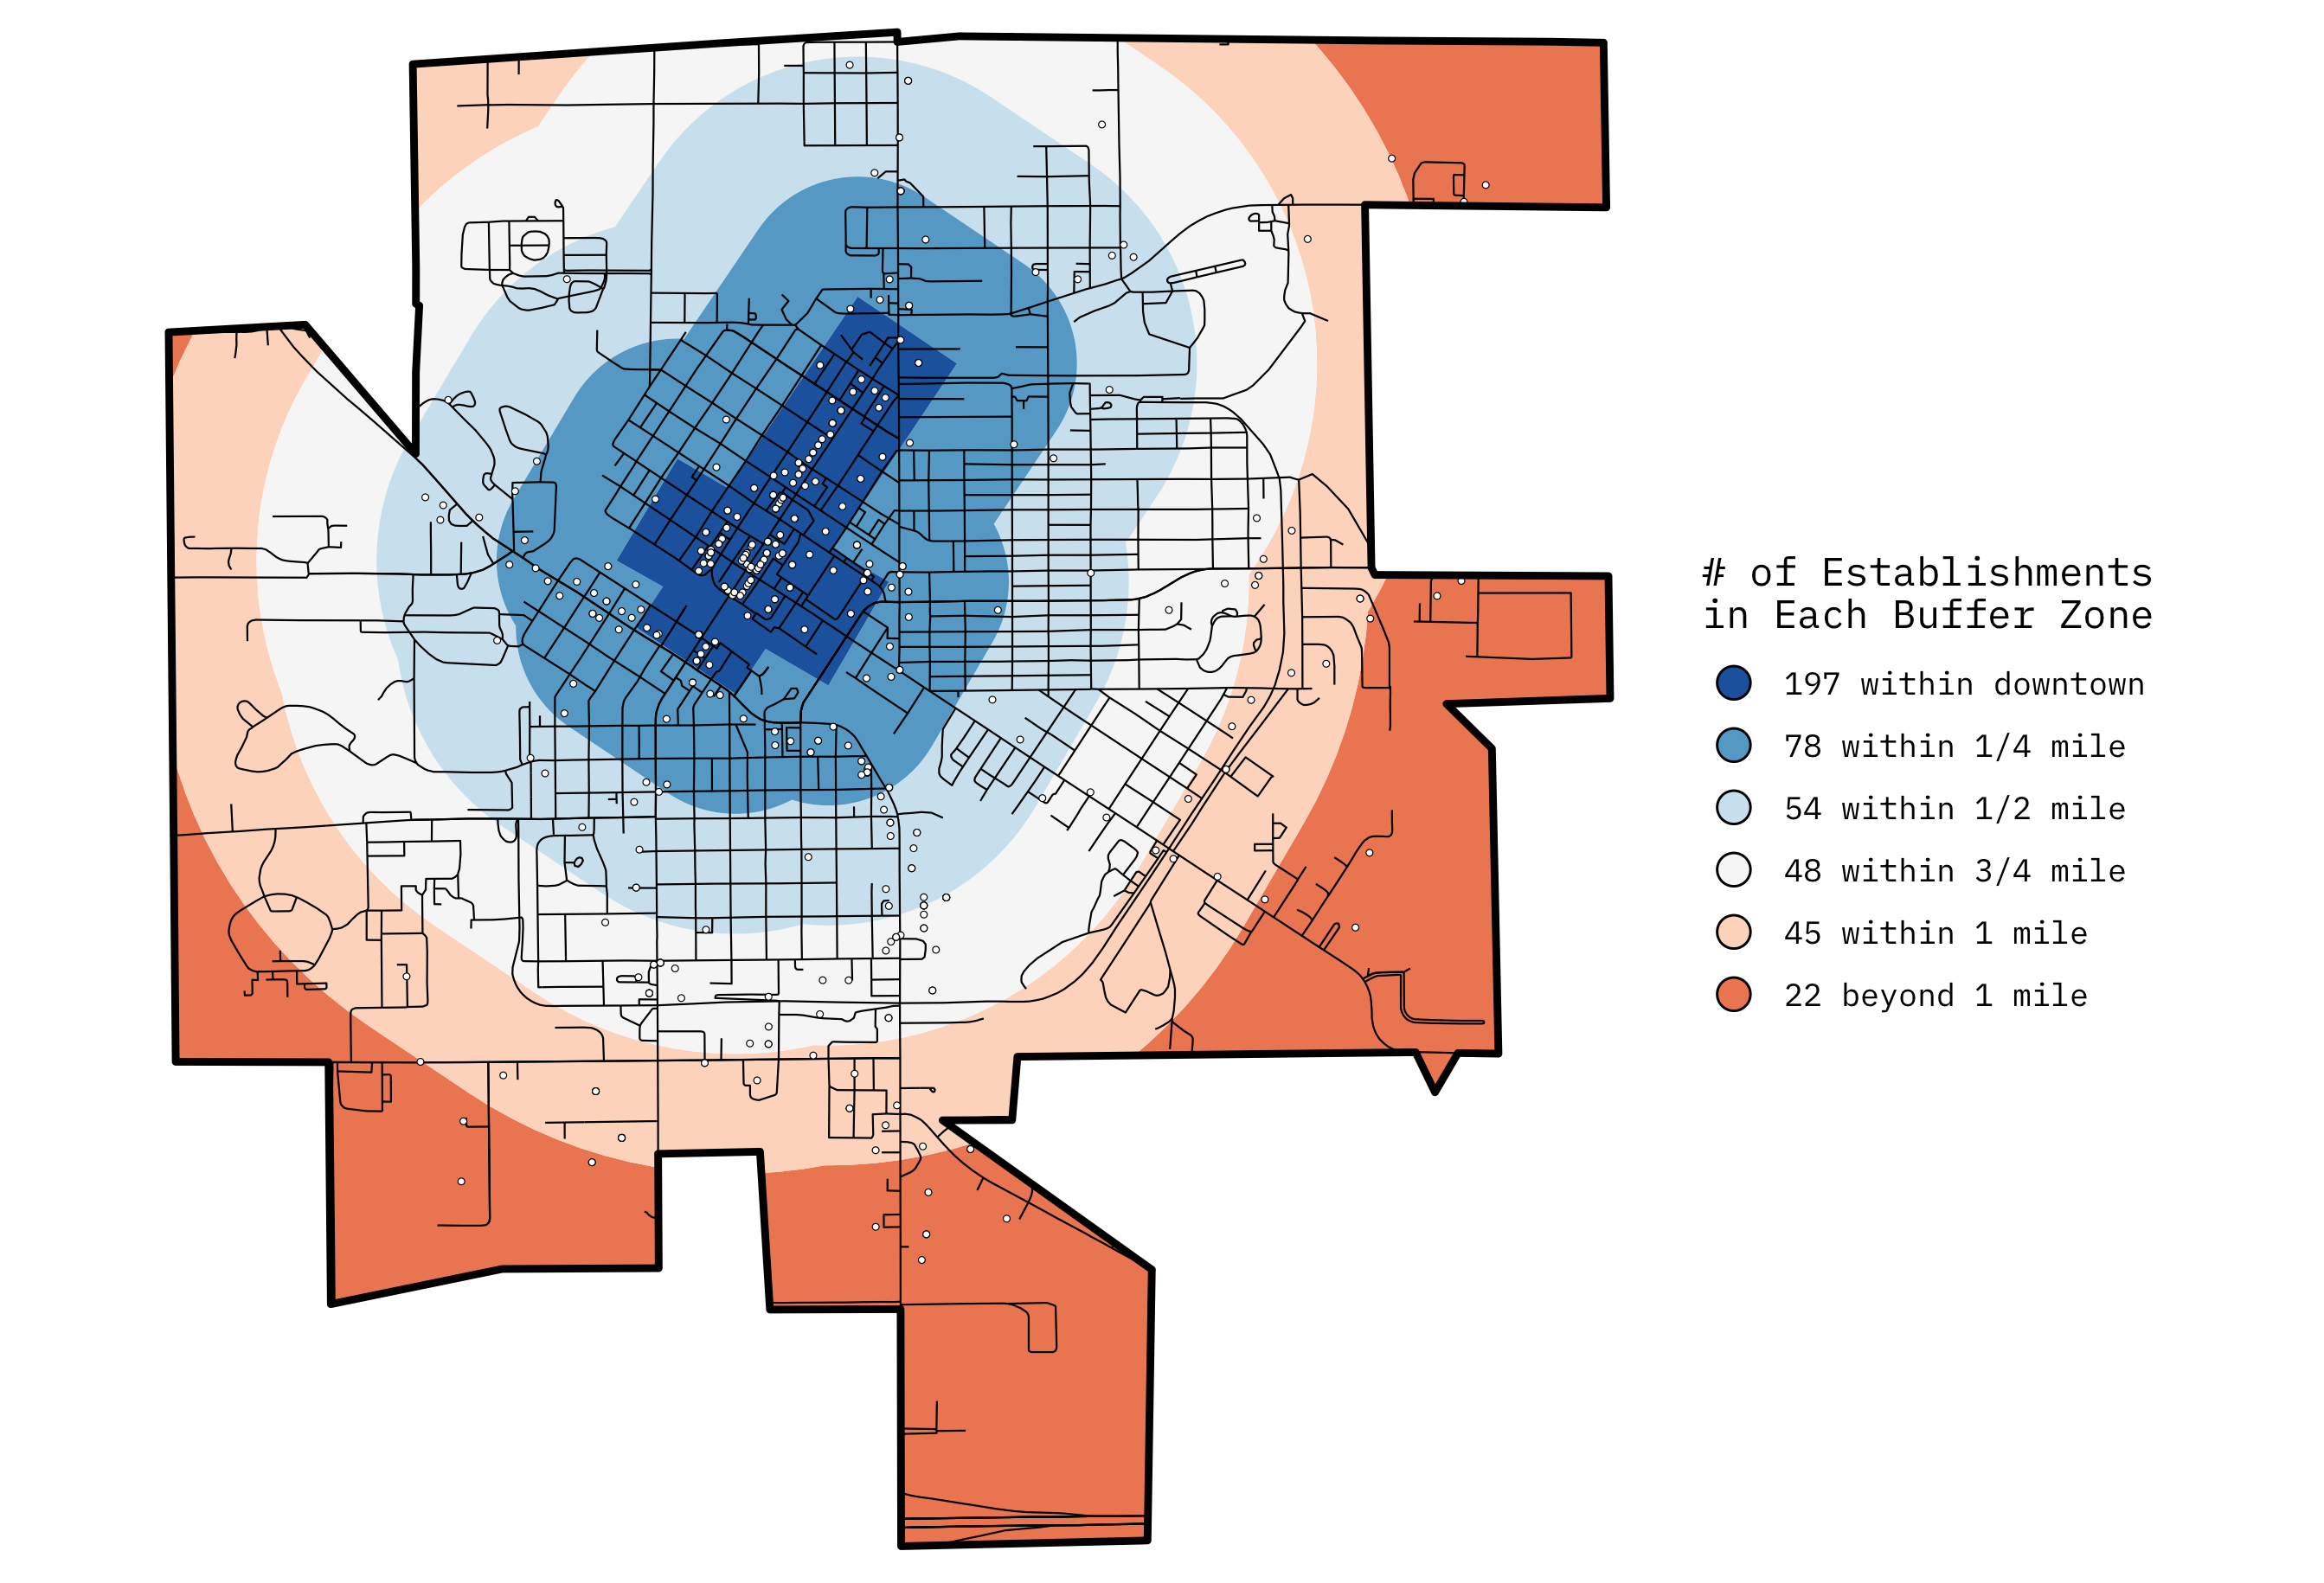 # of Establishments
in Each Buffer Zone
197 within downtown
78 within 1/4 mile
54 within 1/2 mile
48 within 3/4 mile
45 within 1 mile
22 beyond 1 mile